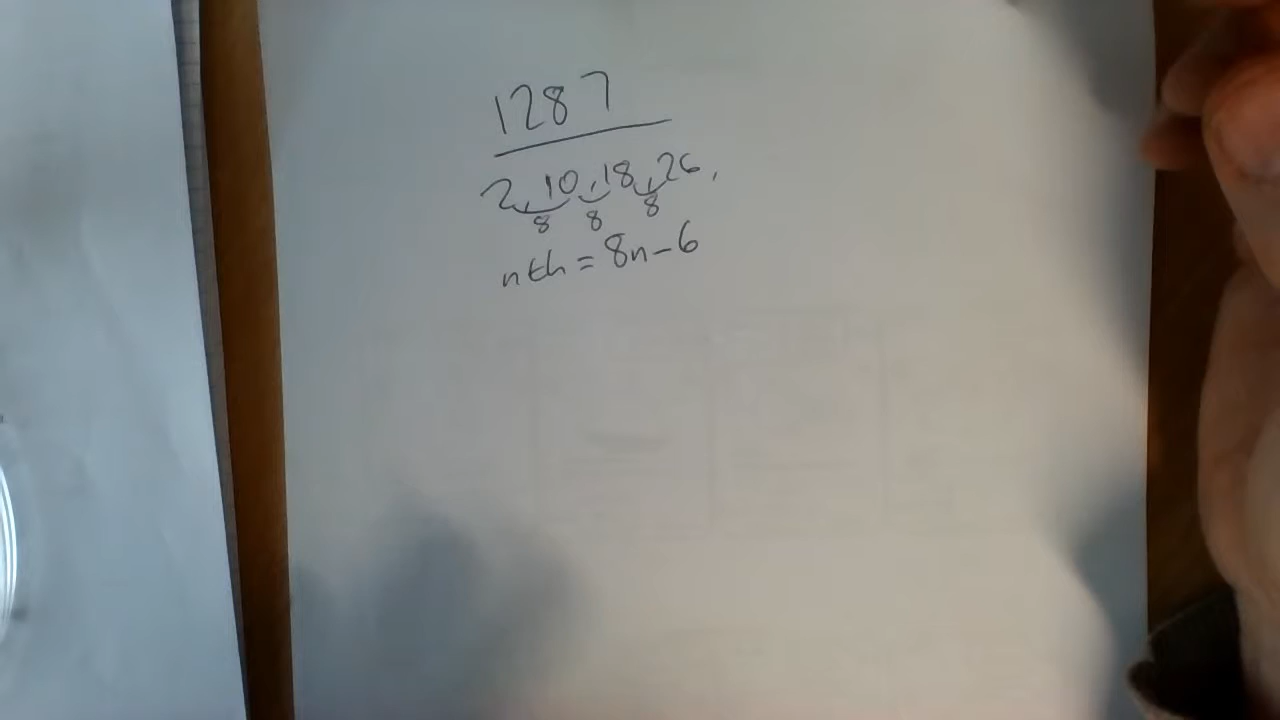 1287
2, 10, 18, 26,
8 8 8
nth = 8n - 6